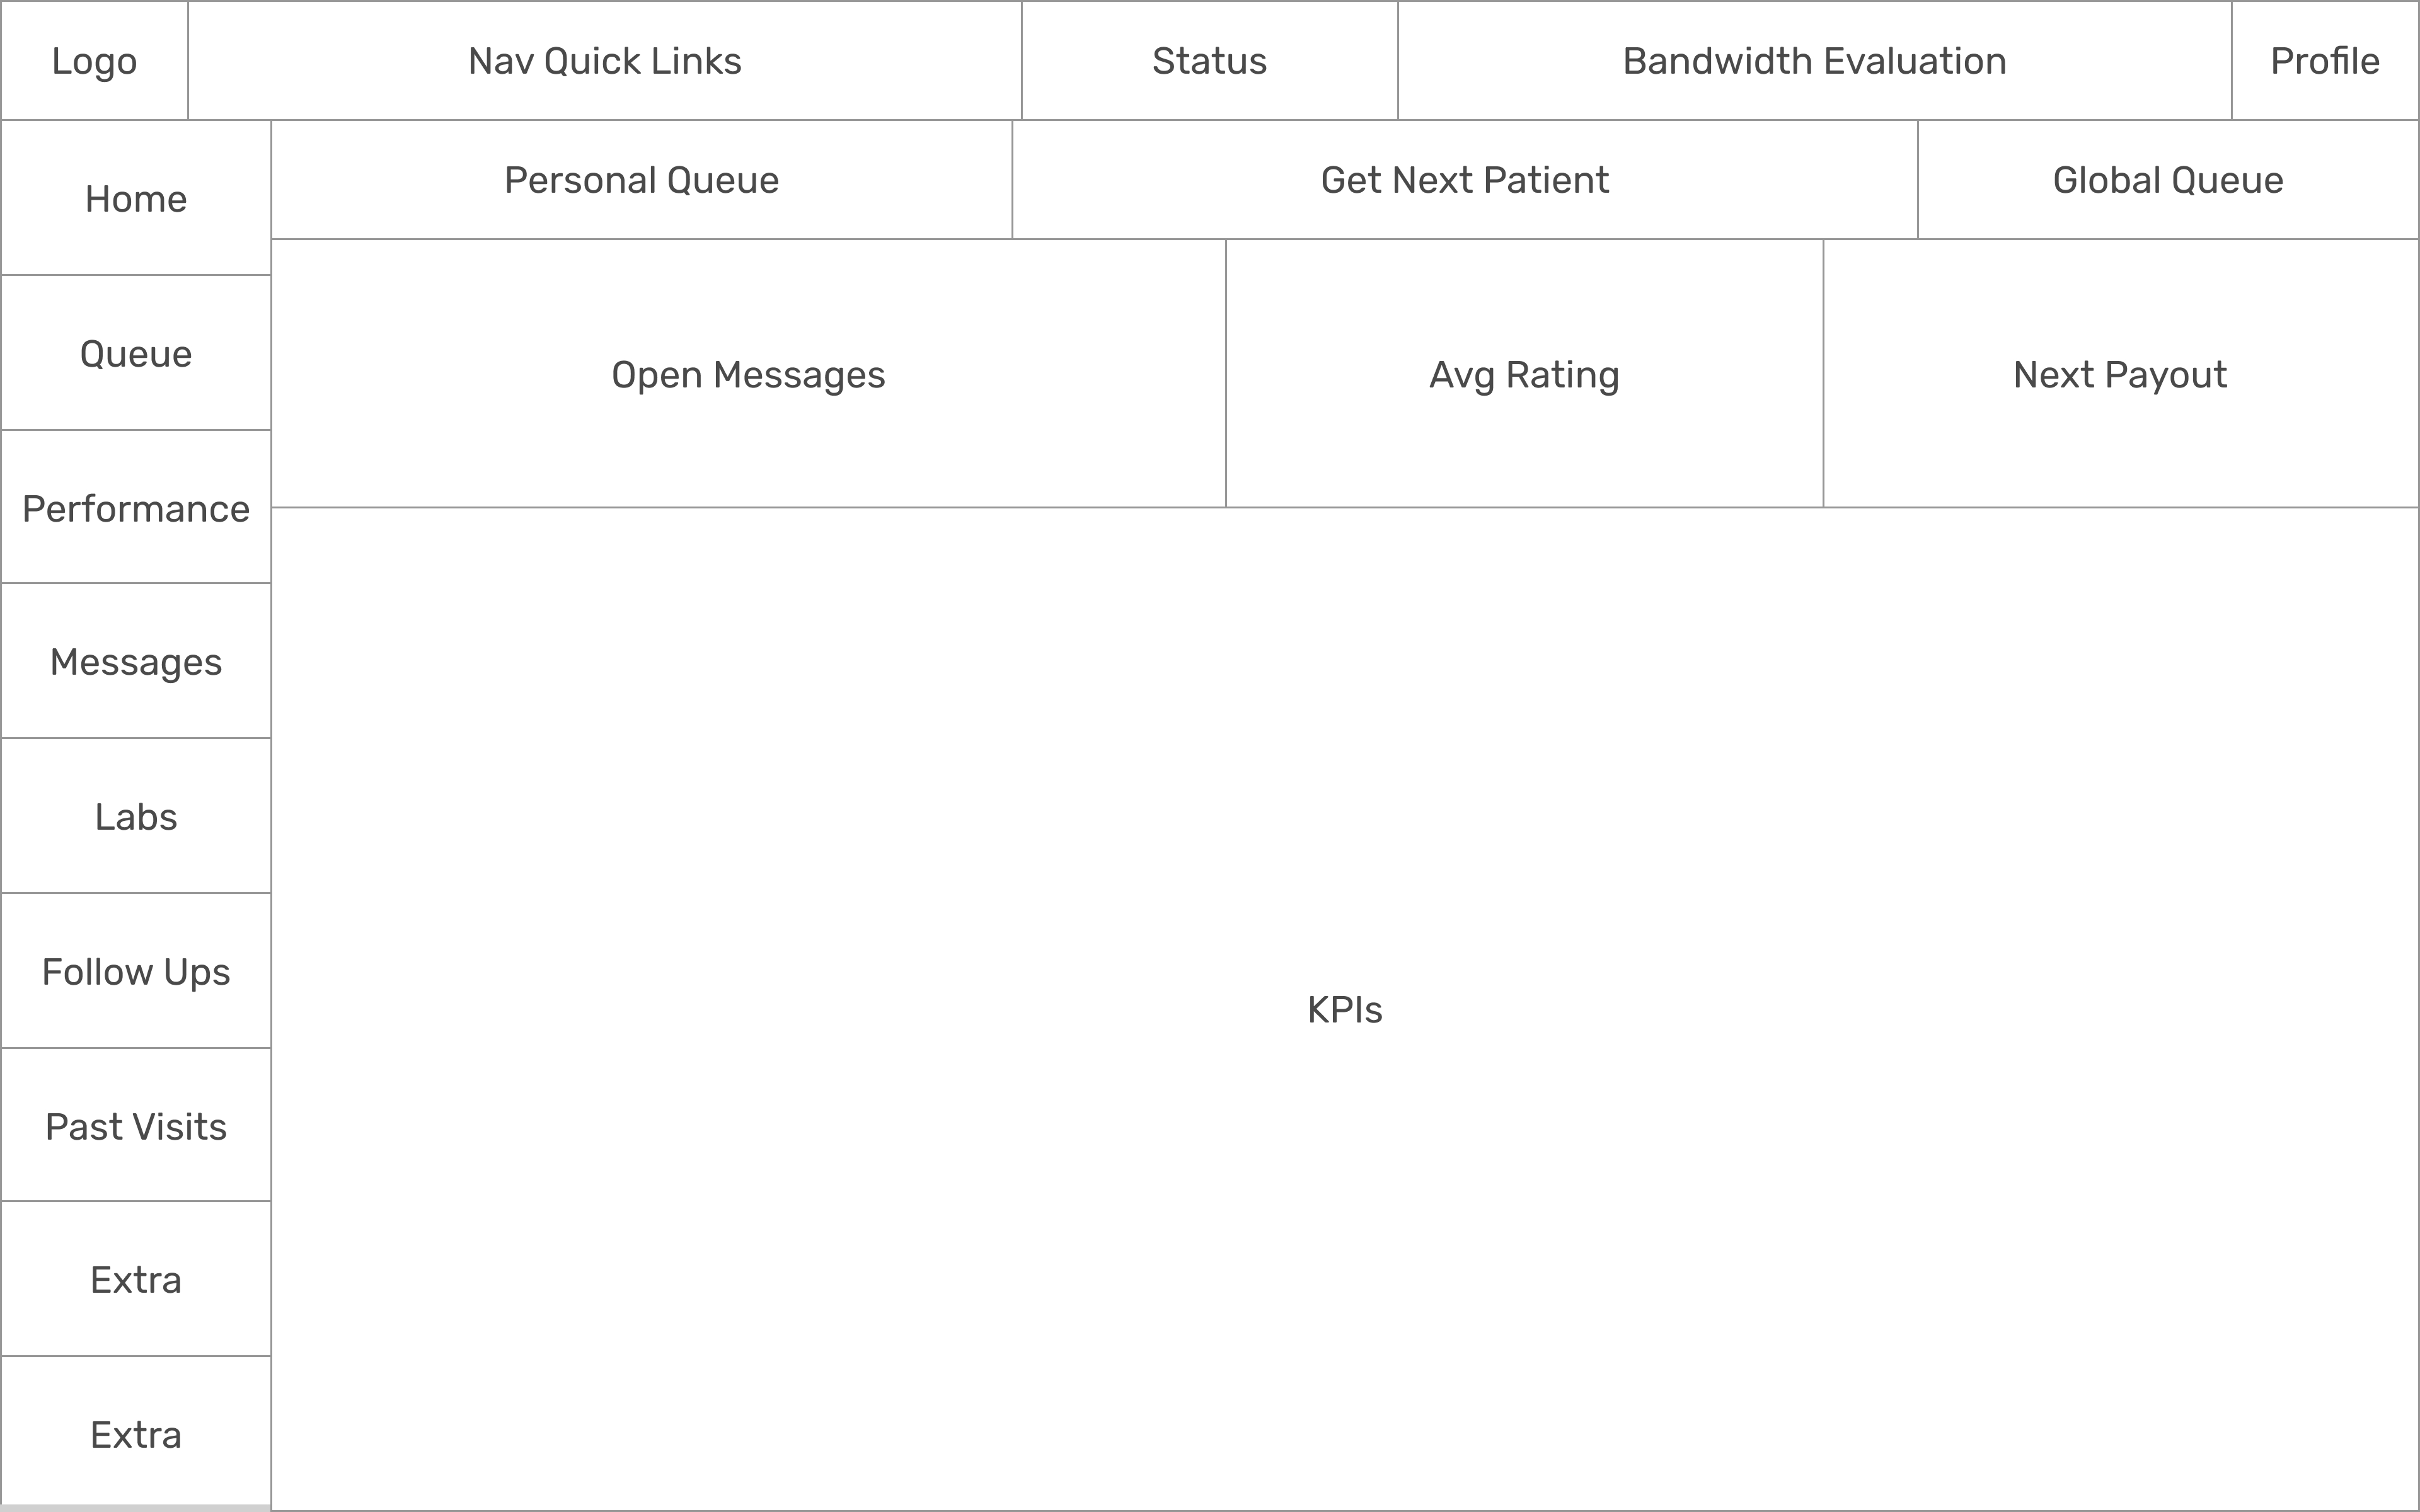 Logo
Nav Quick Links
Status
Bandwidth Evaluation
Profile
Home
Personal Queue
Get Next Patient
Global Queue
Queue
Open Messages
Avg Rating
Next Payout
Performance
Messages
Labs
Follow Ups
KPIs
Past Visits
Extra
Extra